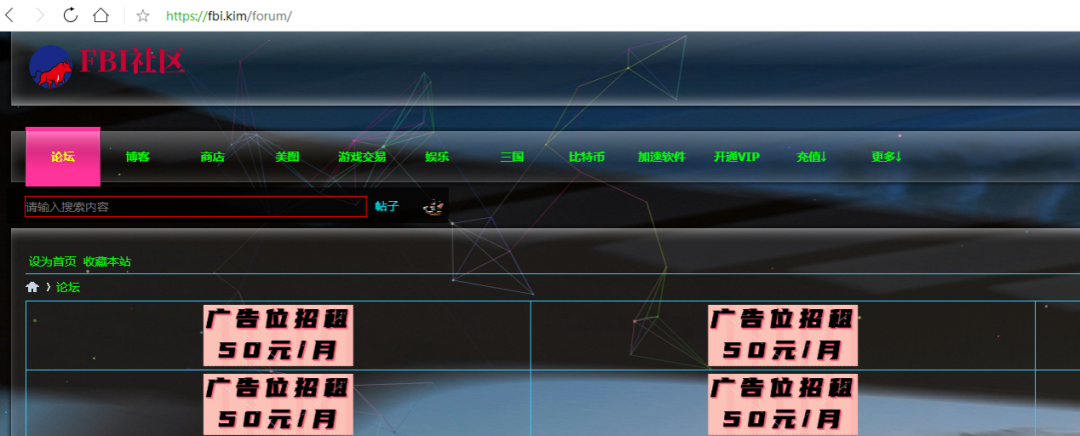 https://fbi.kim/forum/
FBI社区
论坛 博客 商店 美图 游戏交易 娱乐 三国 比特币 加速软件 开通VIP 充值↓ 更多↓
请输入搜索内容 帖子
设为首页 收藏本站
论坛
广告位招租 广告位招租
50元/月 50元/月
广告位招租 广告位招租
50元/月 50元/月